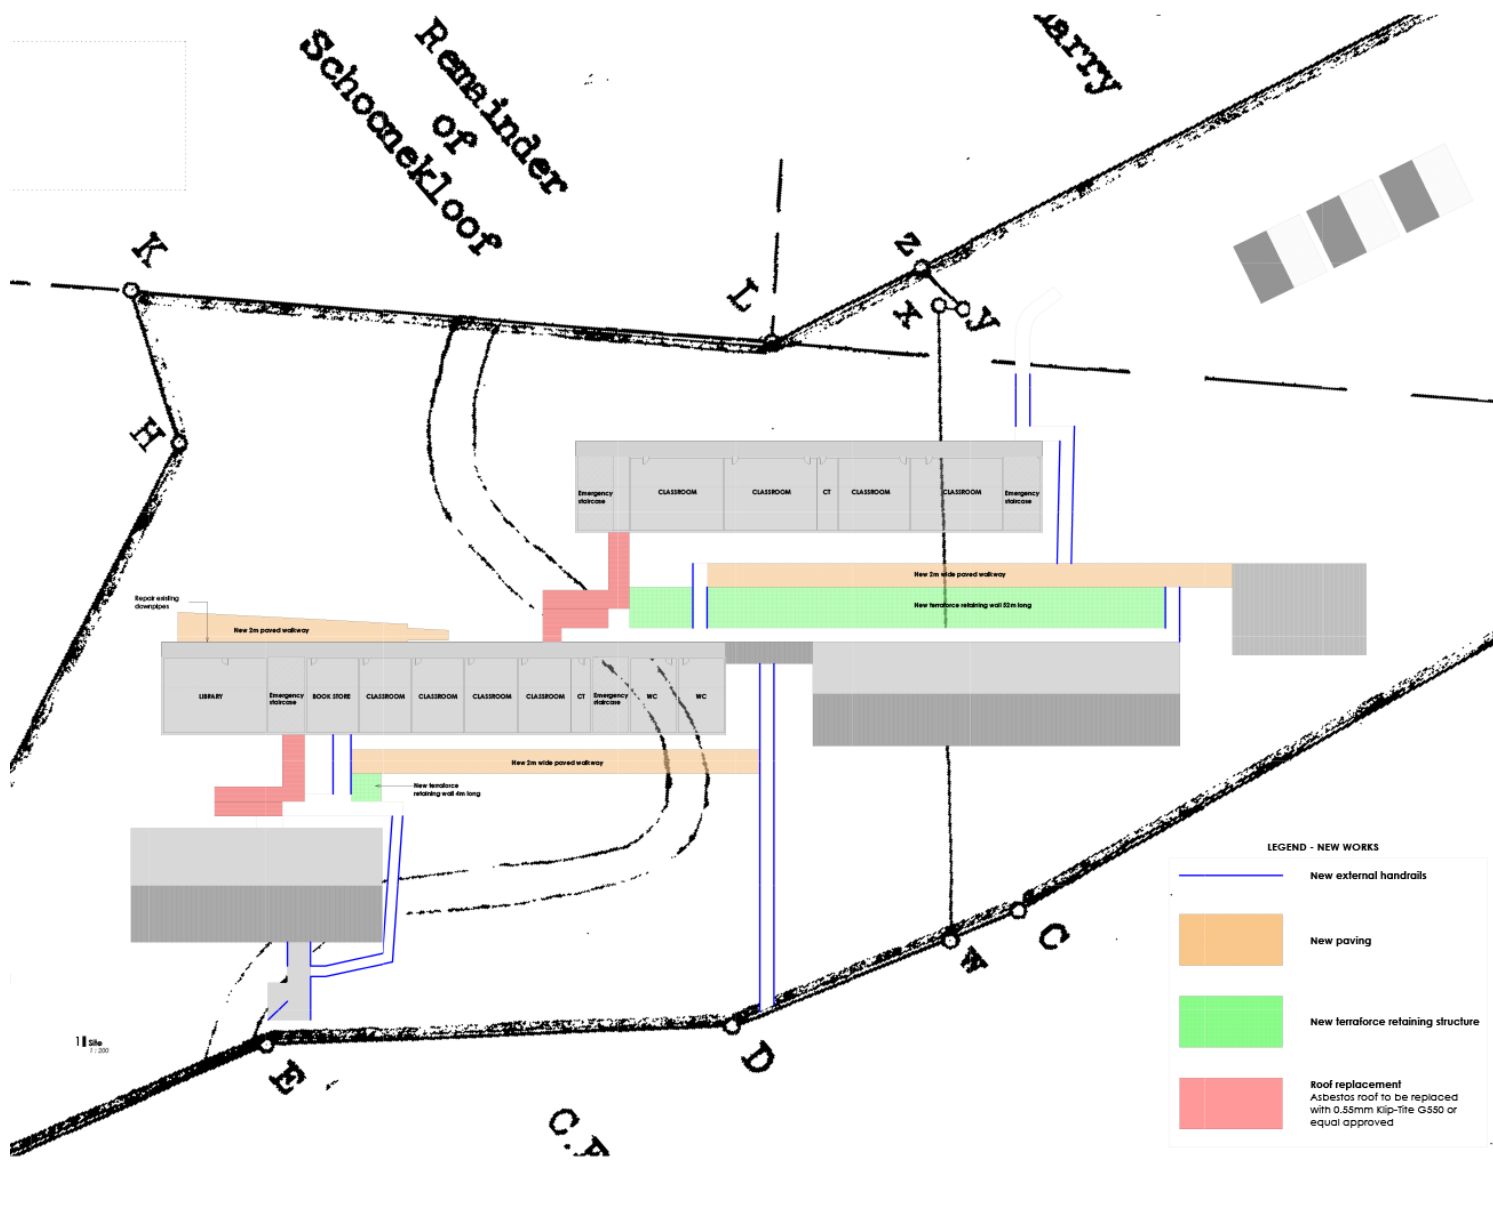 Remainder
of
Schoonekloof
arry
K
Z
L
x
y
H
Emergency
staircase
CLASSROOM
CLASSROOM
CT
CLASSROOM
CLASSROOM
Emergency
staircase
New 2m wide paved walkway
Repair existing
downpipes
New terraforce retaining wall 52m long
New 2m paved walkway
LIBRARY
Emergency
staircase
BOOK STORE
CLASSROOM
CLASSROOM
CLASSROOM
CLASSROOM
CT
Emergency
staircase
WC
WC
New 2m wide paved walkway
New terraforce
retaining wall 4m long
LEGEND - NEW WORKS
New external handrails
New paving
New terraforce retaining structure
Roof replacement
Asbestos roof to be replaced
with 0.55mm Klip-Tite G550 or
equal approved
C
w
1 Site
1 : 200
D
E
C.